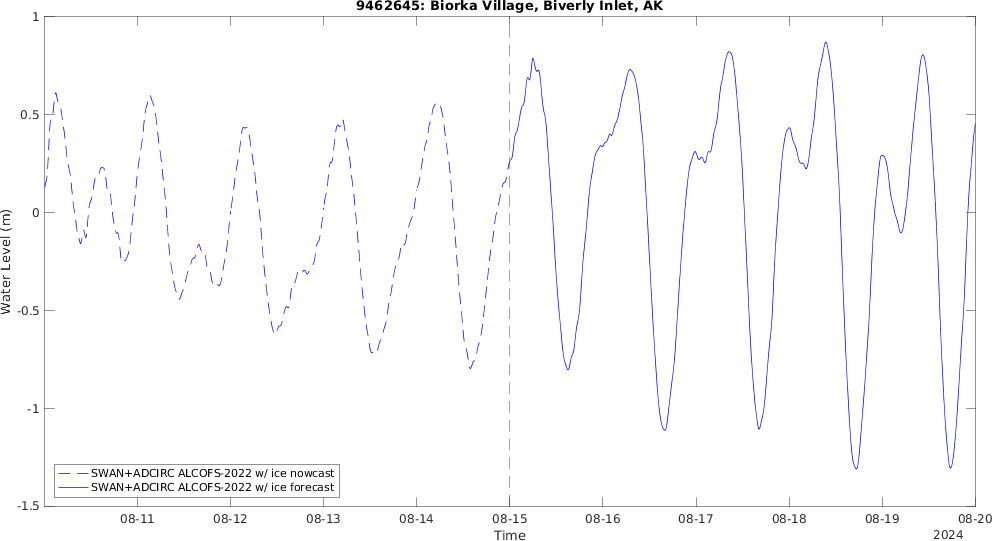 9462645: Biorka Village, Biverly Inlet, AK
1
0.5
0
-0.5
-1
-1.5
Water Level (m)
SWAN+ADCIRC ALCOFS-2022 w/ ice nowcast
SWAN+ADCIRC ALCOFS-2022 w/ ice forecast
08-11 08-12 08-13 08-14 08-15 08-16 08-17 08-18 08-19 08-20
Time
2024